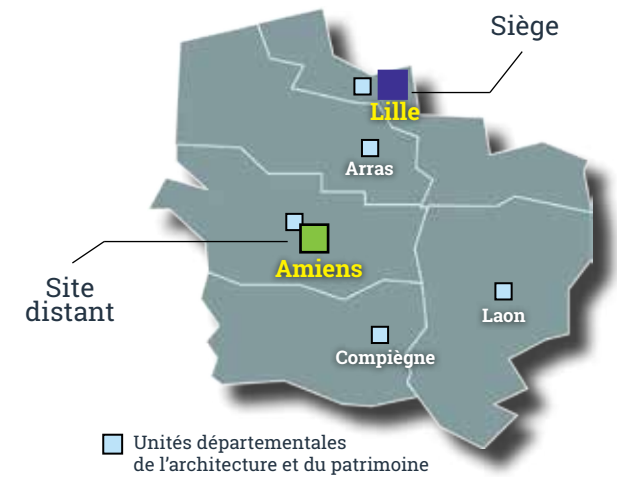 Siège
Lille
Arras
Amiens
Site
distant
Laon
Compiègne
Unités départementales
de l'architecture et du patrimoine